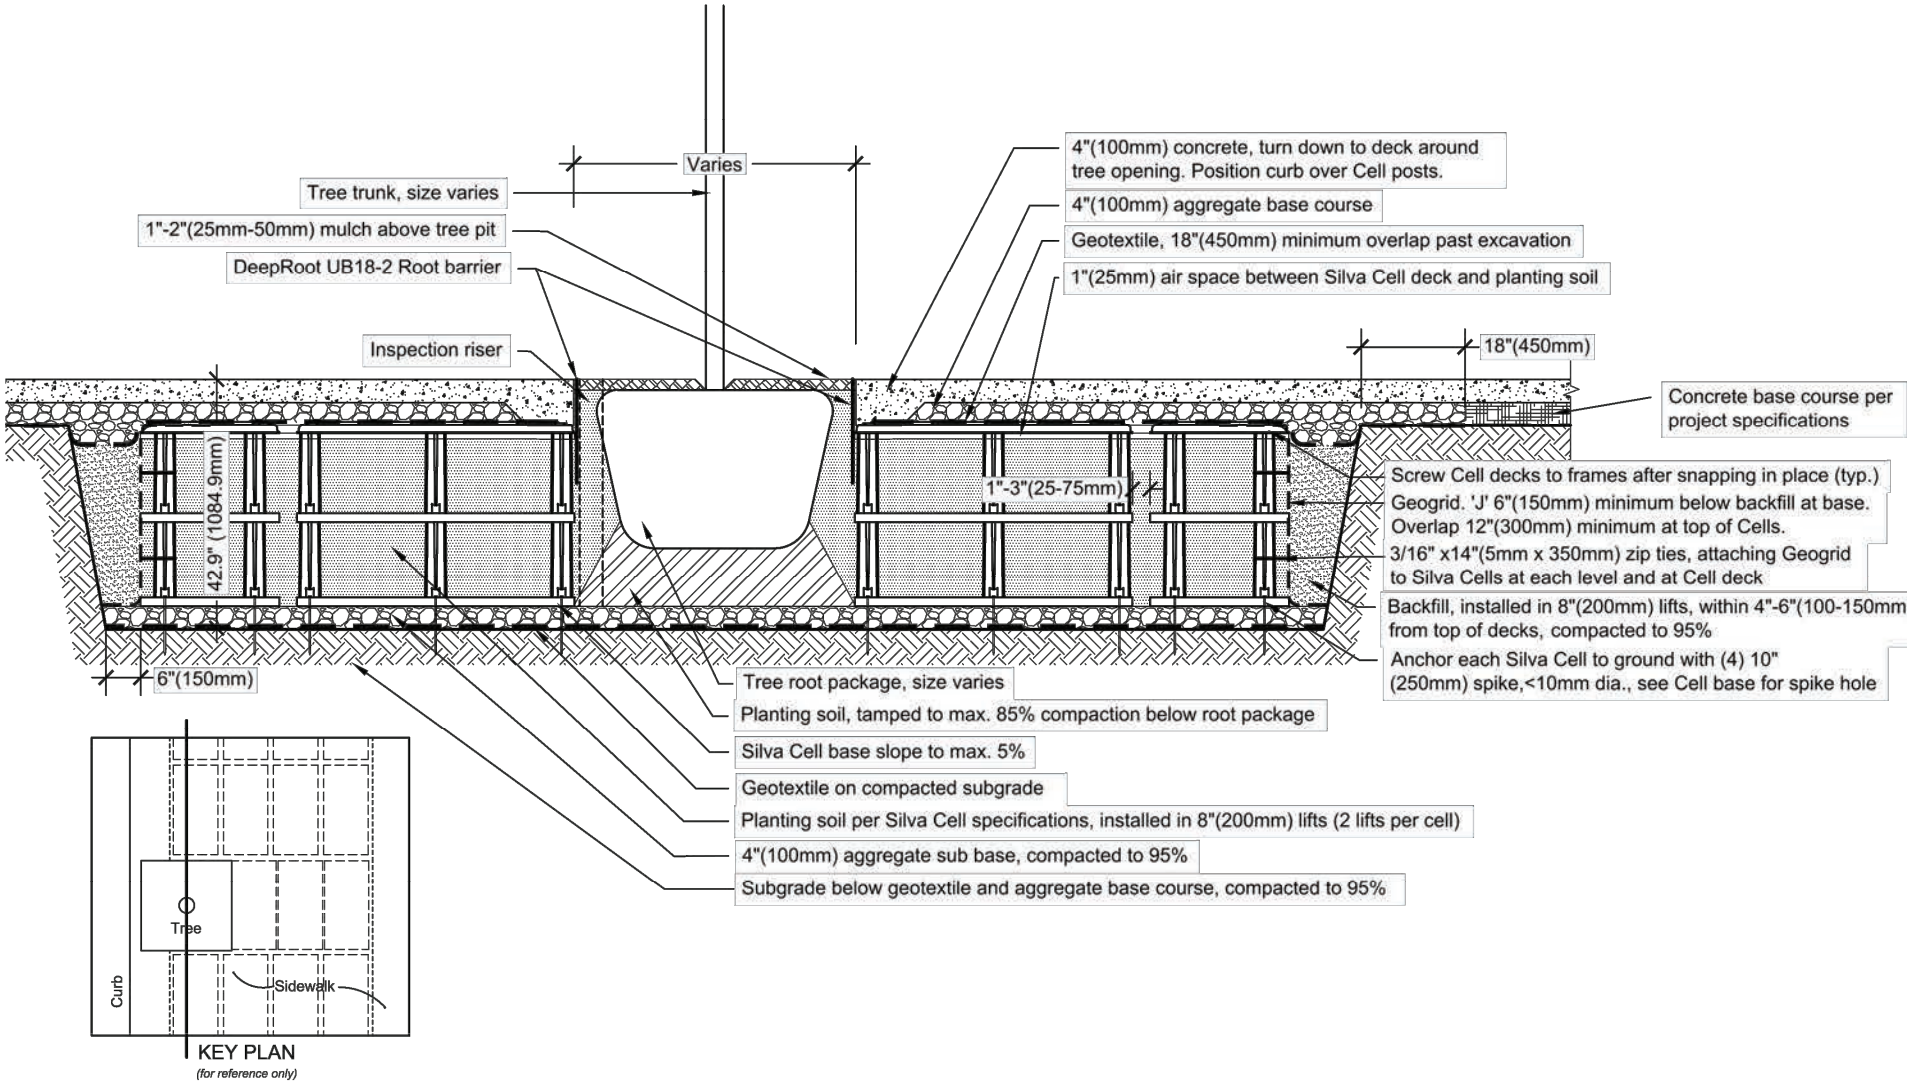 Varies
Tree trunk, size varies
1"-2"(25mm-50mm) mulch above tree pit
DeepRoot UB18-2 Root barrier
Inspection riser
4"(100mm) concrete, turn down to deck around
tree opening. Position curb over Cell posts.
4"(100mm) aggregate base course
Geotextile, 18"(450mm) minimum overlap past excavation
1"(25mm) air space between Silva Cell deck and planting soil
18"(450mm)
Concrete base course per
project specifications
Screw Cell decks to frames after snapping in place (typ.)
Geogrid. 'J' 6"(150mm) minimum below backfill at base.
Overlap 12"(300mm) minimum at top of Cells.
3/16" x14"(5mm x 350mm) zip ties, attaching Geogrid
to Silva Cells at each level and at Cell deck
Backfill, installed in 8"(200mm) lifts, within 4"-6"(100-150mm
from top of decks, compacted to 95%
Anchor each Silva Cell to ground with (4) 10"
(250mm) spike,<10mm dia., see Cell base for spike hole
1"-3"(25-75mm)
42.9" (1084.9mm)
6"(150mm)
Tree root package, size varies
Planting soil, tamped to max. 85% compaction below root package
Silva Cell base slope to max. 5%
Geotextile on compacted subgrade
Planting soil per Silva Cell specifications, installed in 8"(200mm) lifts (2 lifts per cell)
4"(100mm) aggregate sub base, compacted to 95%
Subgrade below geotextile and aggregate base course, compacted to 95%
Tree
Curb
Sidewalk
KEY PLAN
(for reference only)